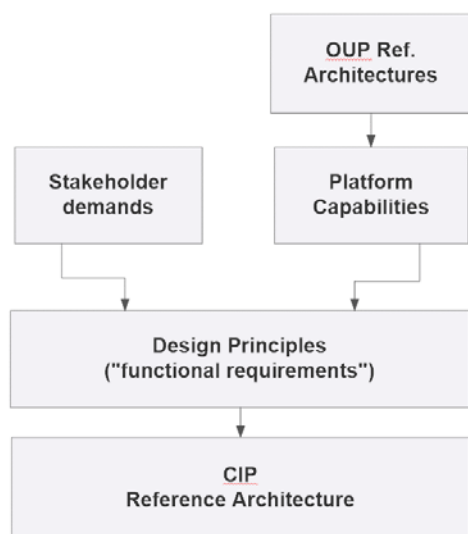 OUP Ref.
Architectures
Stakeholder
demands
Platform
Capabilities
Design Principles
("functional requirements")
CIP
Reference Architecture